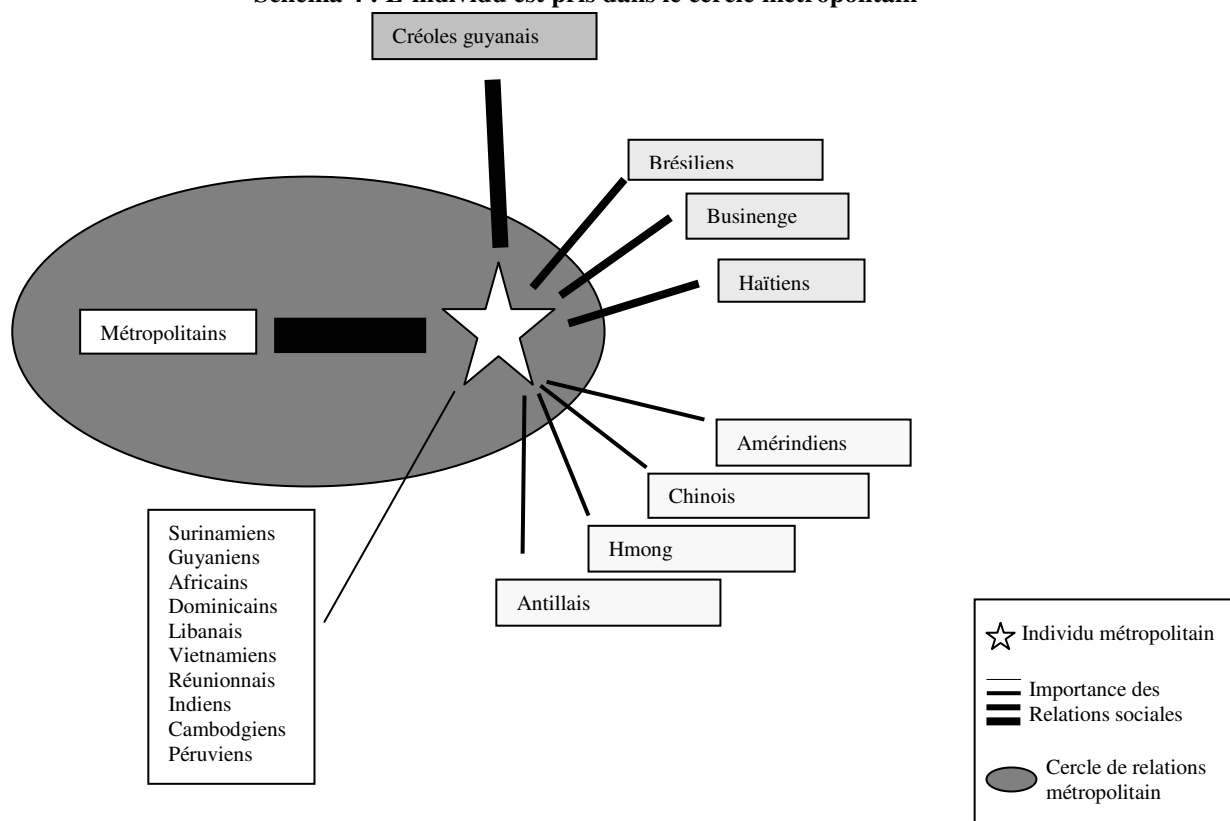 Schéma 4 : L'individu est pris dans le cercle métropolitain
Créoles guyanais
Brésiliens
Businenge
Haïtiens
Métropolitains
Amérindiens
Chinois
Hmong
Antillais
Surinamiens
Guyaniens
Africains
Dominicains
Libanais
Vietnamiens
Réunionnais
Indiens
Cambodgiens
Péruviens
Individu métropolitain
Importance des
Relations sociales
Cercle de relations
métropolitain